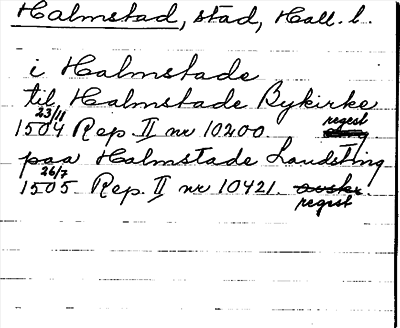 Halmstad, stad, Hall. l.
i Halmstade
til Halmstade Bykirke
23/11 1504 Rep. II nr 10200. regest
paa Halmstade Landsting
26/7 1505 Rep. II nr 10421. avskr. regest